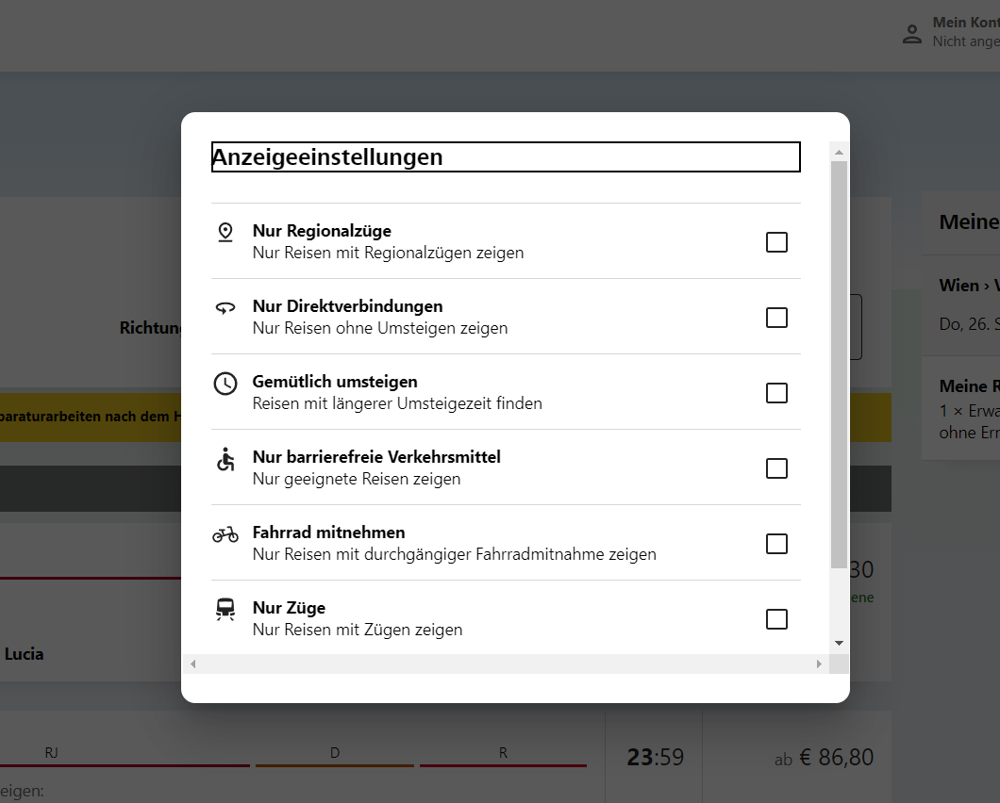 Mein Kont
Nicht ange
Anzeigeeinstellungen
Nur Regionalzüge
Nur Reisen mit Regionalzügen zeigen
Nur Direktverbindungen
Nur Reisen ohne Umsteigen zeigen
Gemütlich umsteigen
Reisen mit längerer Umsteigezeit finden
Nur barrierefreie Verkehrsmittel
Nur geeignete Reisen zeigen
Fahrrad mitnehmen
Nur Reisen mit durchgängiger Fahrradmitnahme zeigen
Nur Züge
Nur Reisen mit Zügen zeigen
Richtung
paraturarbeiten nach dem H
Lucia
30
ene
RJ
D
R
23:59
ab € 86,80
eigen:
Meine
Wien › V
Do, 26. S
Meine R
1 × Erwa
ohne Err